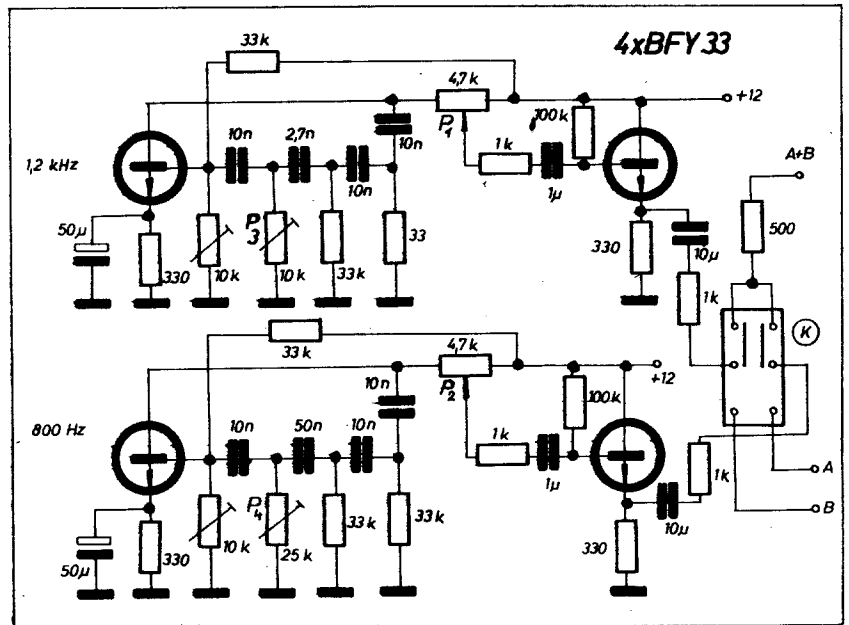 4xBFY33
33k
4,7k
+12
P1
100k
10n
2,7n
10n
10n
1k
1µ
1,2 kHz
A+B
50µ
330
10k
P3
10k
33k
33
330
10µ
500
1k
K
33k
4,7k
+12
P2
10n
100k
800 Hz
10n
50n
10n
1k
1µ
1k
A
B
50µ
330
10k
P4
25k
33k
33k
330
10µ